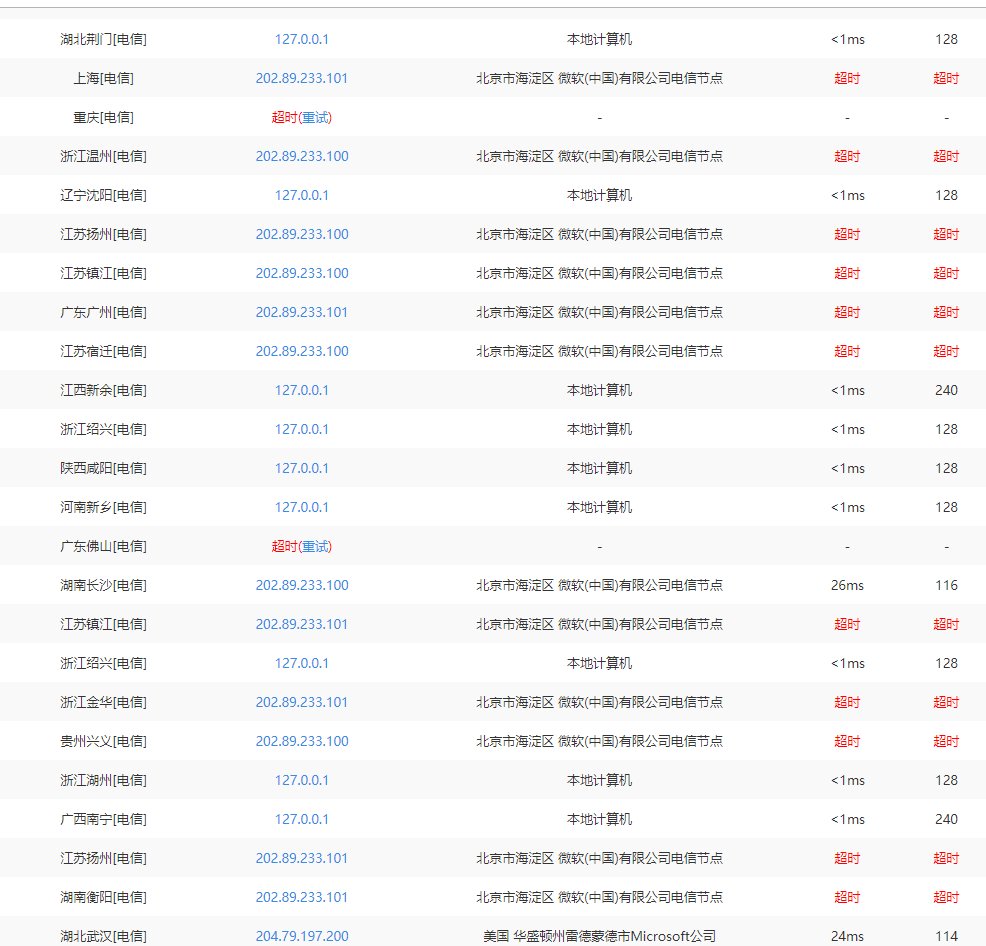 湖北荆门[电信] 127.0.0.1 本地计算机 <1ms 128
上海[电信] 202.89.233.101 北京市海淀区 微软(中国)有限公司电信节点 超时 超时
重庆[电信] 超时(重试) - - -
浙江温州[电信] 202.89.233.100 北京市海淀区 微软(中国)有限公司电信节点 超时 超时
辽宁沈阳[电信] 127.0.0.1 本地计算机 <1ms 128
江苏扬州[电信] 202.89.233.100 北京市海淀区 微软(中国)有限公司电信节点 超时 超时
江苏镇江[电信] 202.89.233.100 北京市海淀区 微软(中国)有限公司电信节点 超时 超时
广东广州[电信] 202.89.233.101 北京市海淀区 微软(中国)有限公司电信节点 超时 超时
江苏宿迁[电信] 202.89.233.100 北京市海淀区 微软(中国)有限公司电信节点 超时 超时
江西新余[电信] 127.0.0.1 本地计算机 <1ms 240
浙江绍兴[电信] 127.0.0.1 本地计算机 <1ms 128
陕西咸阳[电信] 127.0.0.1 本地计算机 <1ms 128
河南新乡[电信] 127.0.0.1 本地计算机 <1ms 128
广东佛山[电信] 超时(重试) - - -
湖南长沙[电信] 202.89.233.100 北京市海淀区 微软(中国)有限公司电信节点 26ms 116
江苏镇江[电信] 202.89.233.101 北京市海淀区 微软(中国)有限公司电信节点 超时 超时
浙江绍兴[电信] 127.0.0.1 本地计算机 <1ms 128
浙江金华[电信] 202.89.233.101 北京市海淀区 微软(中国)有限公司电信节点 超时 超时
贵州兴义[电信] 202.89.233.100 北京市海淀区 微软(中国)有限公司电信节点 超时 超时
浙江湖州[电信] 127.0.0.1 本地计算机 <1ms 128
广西南宁[电信] 127.0.0.1 本地计算机 <1ms 240
江苏扬州[电信] 202.89.233.101 北京市海淀区 微软(中国)有限公司电信节点 超时 超时
湖南衡阳[电信] 202.89.233.101 北京市海淀区 微软(中国)有限公司电信节点 超时 超时
湖北武汉[电信] 204.79.197.200 美国 华盛顿州雷德蒙德市Microsoft公司 24ms 114